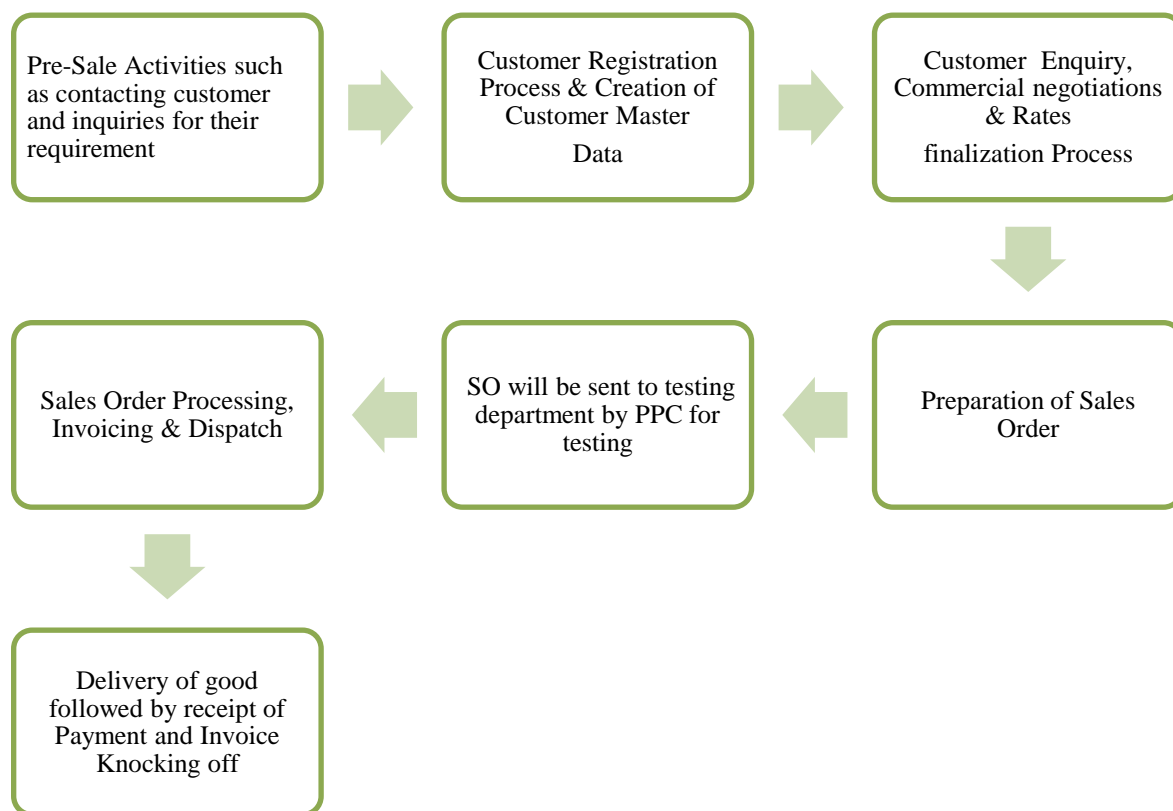 Pre-Sale Activities such
as contacting customer
and inquiries for their
requirement
Customer Registration
Process & Creation of
Customer Master
Data
Customer Enquiry,
Commercial negotiations
& Rates
finalization Process
Preparation of Sales
Order
SO will be sent to testing
department by PPC for
testing
Sales Order Processing,
Invoicing & Dispatch
Delivery of good
followed by receipt of
Payment and Invoice
Knocking off